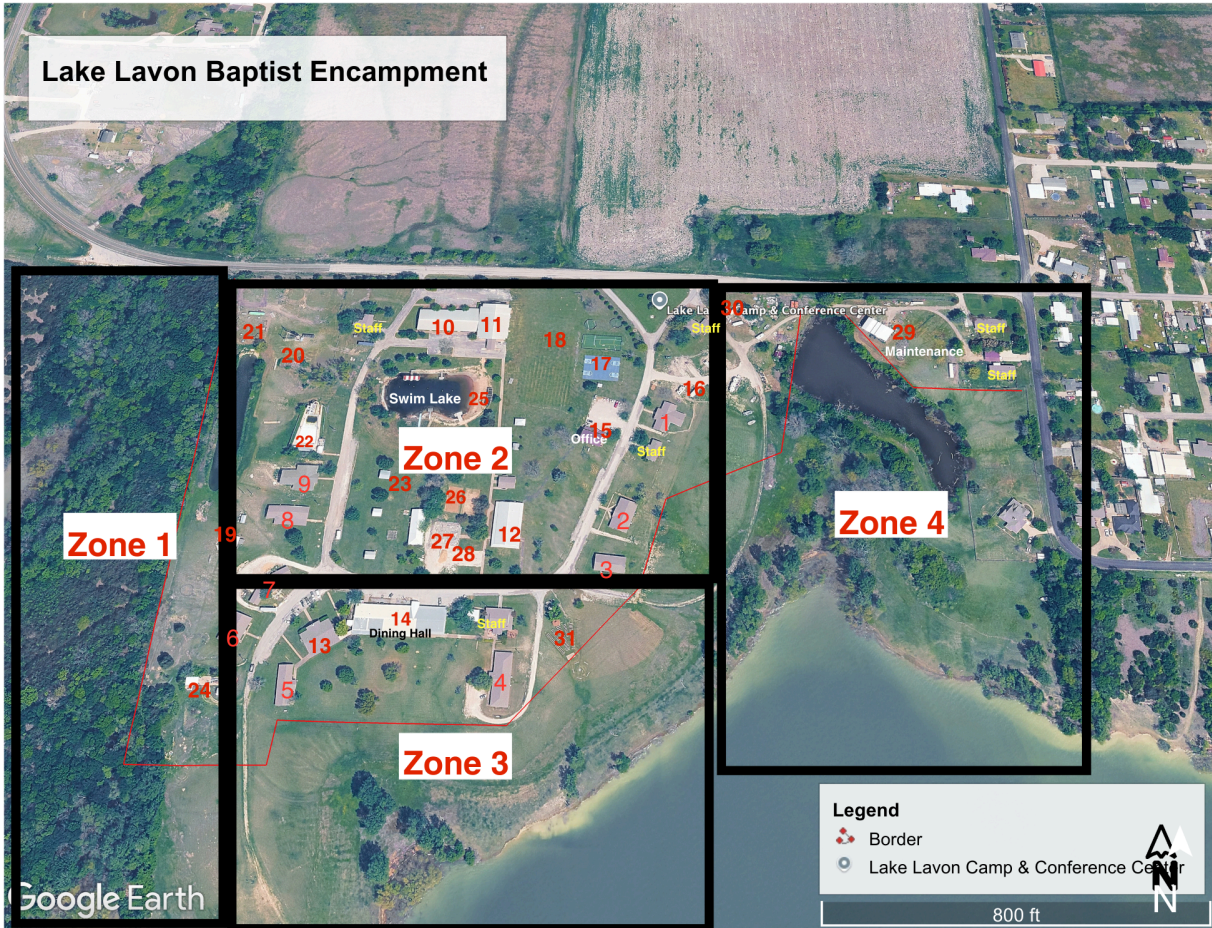 Lake Lavon Baptist Encampment
21
Staff
10
11
18
Staff
30
Lake La Camp & Conference Center
29
Staff
Maintenance
20
17
Staff
16
Swim Lake
25
22
15
Office
1
Staff
Zone 2
9
23
26
8
12
2
Zone 4
19
Zone 1
27
28
3
7
14
Dining Hall
Staff
6
13
31
24
5
4
Zone 3
Legend
Border
Lake Lavon Camp & Conference Center
N
N
Google Earth
800 ft